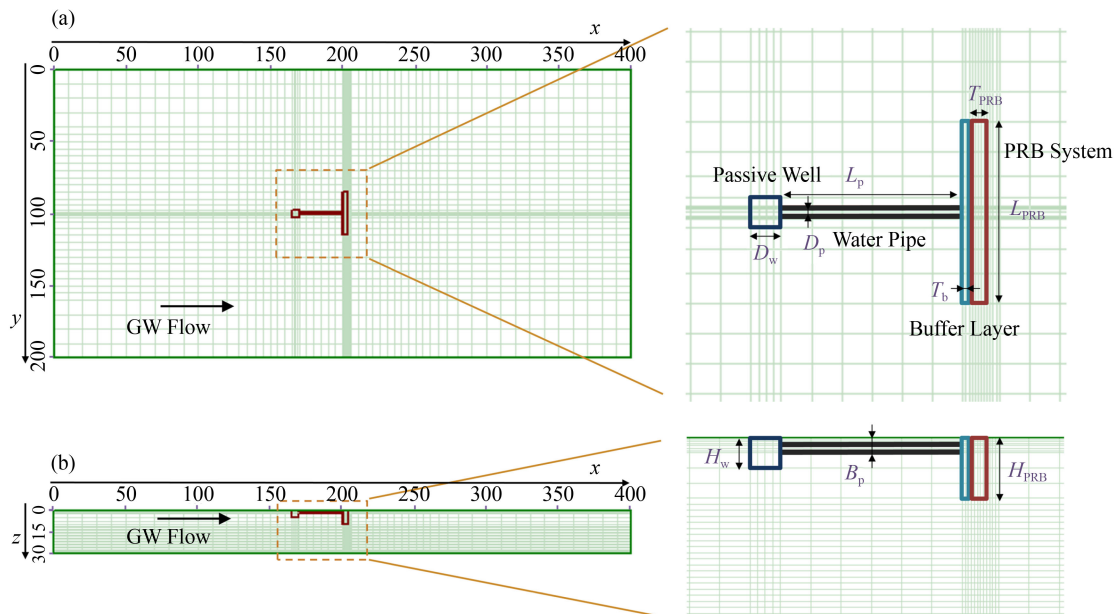 (a)
x
0 50 100 150 200 250 300 350 400
0
50
100
150
200
y
GW Flow
T_PRB
PRB System
Passive Well
L_p
L_PRB
D_w
D_p
Water Pipe
T_b
Buffer Layer
(b)
x
0 50 100 150 200 250 300 350 400
0
15
30
z
GW Flow
H_w
B_p
H_PRB